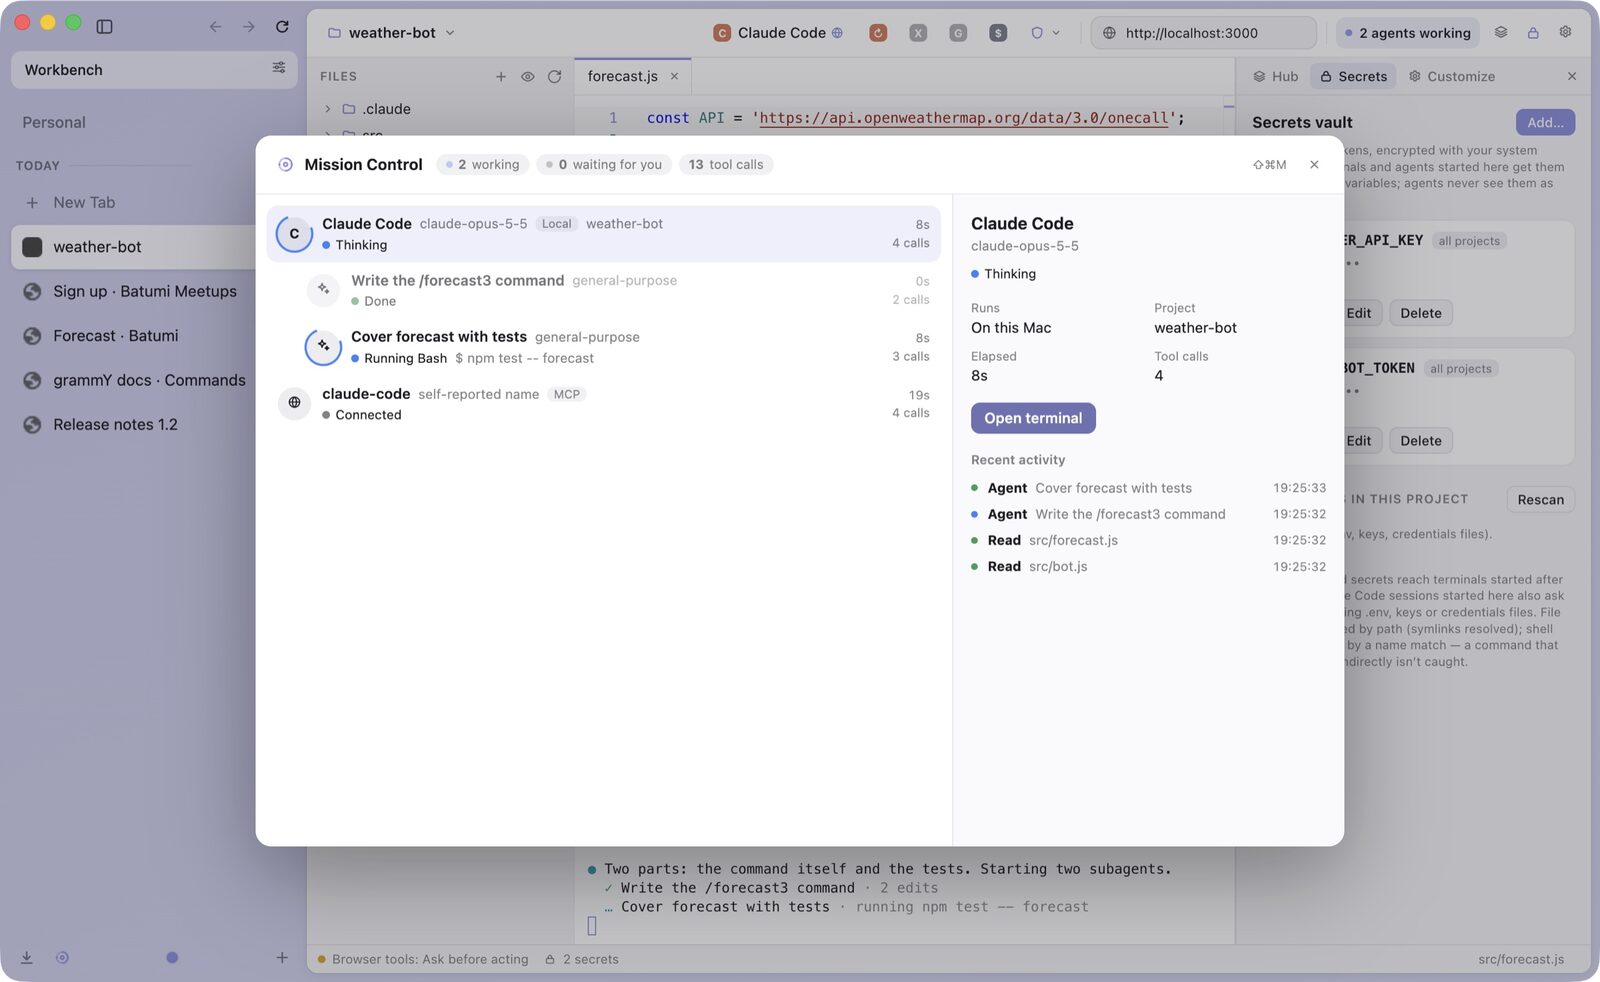 weather-bot
Claude Code
C
X
G
$
http://localhost:3000
2 agents working
Workbench
Personal
TODAY
New Tab
weather-bot
Sign up · Batumi Meetups
Forecast · Batumi
grammY docs · Commands
Release notes 1.2
FILES
.claude
forecast.js
1 const API = 'https://api.openweathermap.org/data/3.0/onecall';
Hub
Secrets
Customize
Secrets vault
Add...
encrypted with your system
and agents started here get them
variables; agents never see them as
_API_KEY
all projects
Edit
Delete
_TOKEN
all projects
Edit
Delete
IN THIS PROJECT
Rescan
keys, credentials files).
secrets reach terminals started after
Code sessions started here also ask
.env, keys or credentials files. File
by path (symlinks resolved); shell
by a name match — a command that
isn't caught.
Mission Control
2 working
0 waiting for you
13 tool calls
⇧⌘M
C
Claude Code claude-opus-5-5 Local weather-bot
8s
Thinking
4 calls
Write the /forecast3 command general-purpose
0s
Done
2 calls
Cover forecast with tests general-purpose
8s
Running Bash $ npm test -- forecast
3 calls
claude-code self-reported name MCP
19s
Connected
4 calls
Claude Code
claude-opus-5-5
Thinking
Runs
Project
On this Mac
weather-bot
Elapsed
Tool calls
8s
4
Open terminal
Recent activity
Agent Cover forecast with tests 19:25:33
Agent Write the /forecast3 command 19:25:32
Read src/forecast.js 19:25:32
Read src/bot.js 19:25:32
Two parts: the command itself and the tests. Starting two subagents.
✓ Write the /forecast3 command · 2 edits
… Cover forecast with tests · running npm test -- forecast
Browser tools: Ask before acting
2 secrets
src/forecast.js